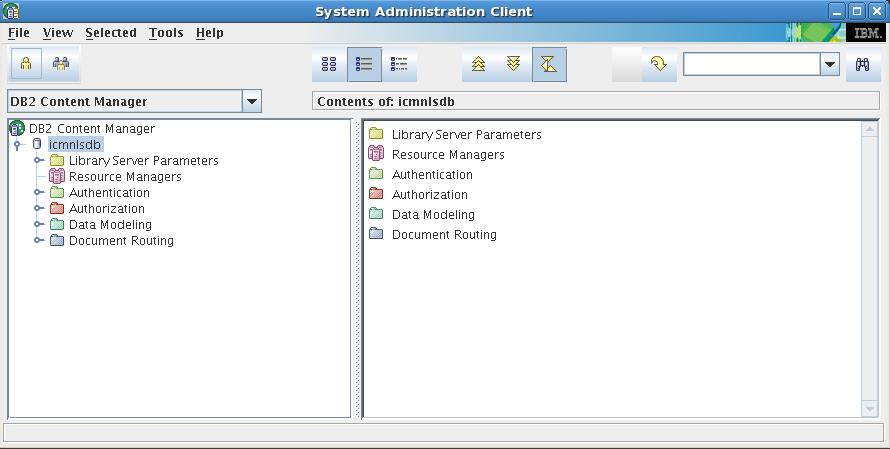 System Administration Client
File View Selected Tools Help
IBM.
DB2 Content Manager
Contents of: icmnlsdb
DB2 Content Manager
icmnlsdb
Library Server Parameters
Resource Managers
Authentication
Authorization
Data Modeling
Document Routing
Library Server Parameters
Resource Managers
Authentication
Authorization
Data Modeling
Document Routing